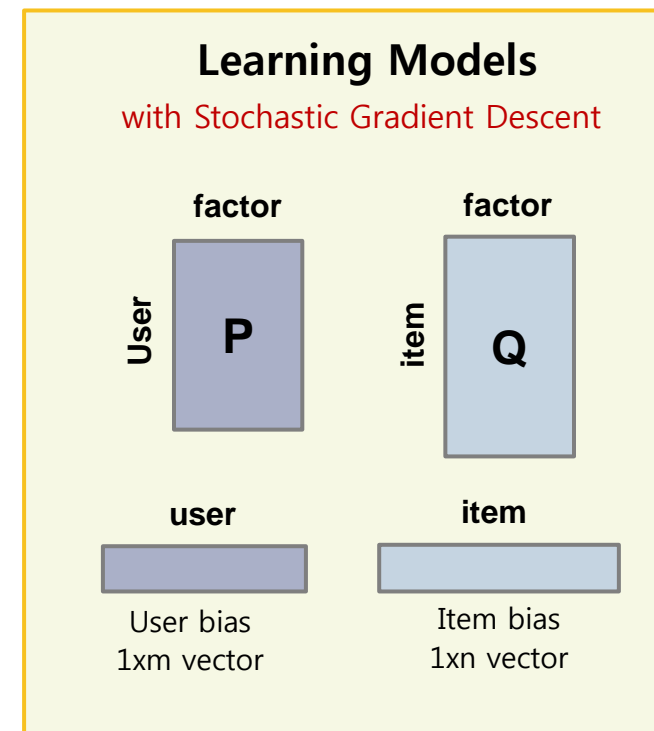 Learning Models
with Stochastic Gradient Descent
factor
factor
User
P
item
Q
user
item
User bias
1xm vector
Item bias
1xn vector